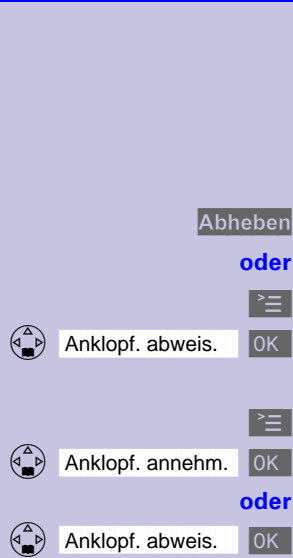 Abheben
oder
Anklopf. abweis. OK
Anklopf. annehm. OK
oder
Anklopf. abweis. OK